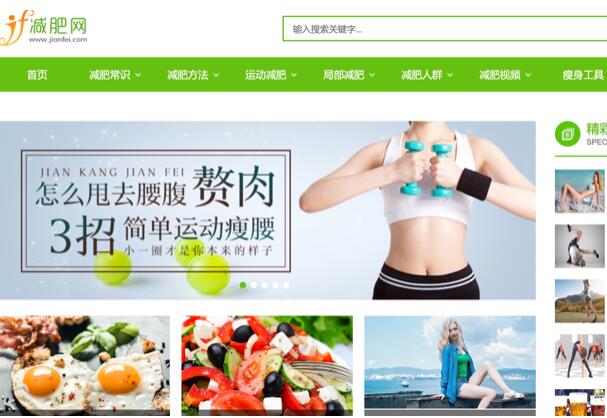 jf减肥网
www.jianfei.com
输入搜索关键字...
首页
减肥常识
减肥方法
运动减肥
局部减肥
减肥人群
减肥视频
瘦身工具
精彩
SPEC
JIAN KANG JIAN FEI
怎么甩去腰腹赘肉
3招简单运动瘦腰
小一圈才是你本来的样子